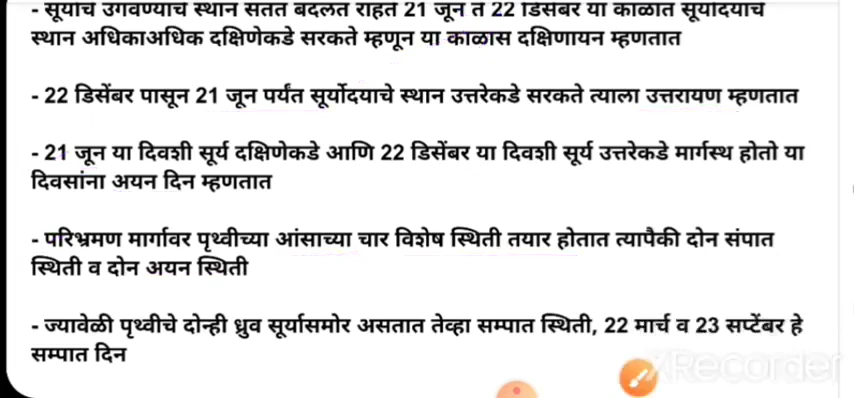 - सूर्याचे उगवण्याचे स्थान सतत बदलत राहते 21 जून ते 22 डिसेंबर या काळात सूर्योदयाचे
स्थान अधिकाअधिक दक्षिणेकडे सरकते म्हणून या काळास दक्षिणायन म्हणतात
- 22 डिसेंबर पासून 21 जून पर्यंत सूर्योदयाचे स्थान उत्तरेकडे सरकते त्याला उत्तरायण म्हणतात
- 21 जून या दिवशी सूर्य दक्षिणेकडे आणि 22 डिसेंबर या दिवशी सूर्य उत्तरेकडे मार्गस्थ होतो या
दिवसांना अयन दिन म्हणतात
- परिभ्रमण मार्गावर पृथ्वीच्या आंसाच्या चार विशेष स्थिती तयार होतात त्यापैकी दोन संपात
स्थिती व दोन अयन स्थिती
- ज्यावेळी पृथ्वीचे दोन्ही ध्रुव सूर्यासमोर असतात तेव्हा सम्पात स्थिती, 22 मार्च व 23 सप्टेंबर हे
सम्पात दिन
XRecorder